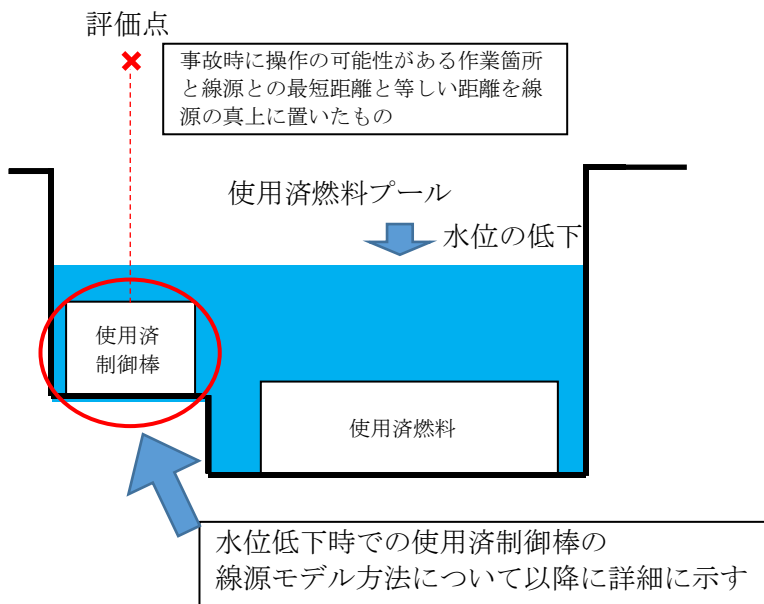 評価点
事故時に操作の可能性がある作業箇所
と線源との最短距離と等しい距離を線
源の真上に置いたもの
使用済燃料プール
水位の低下
使用済
制御棒
使用済燃料
水位低下時での使用済制御棒の
線源モデル方法について以降に詳細に示す